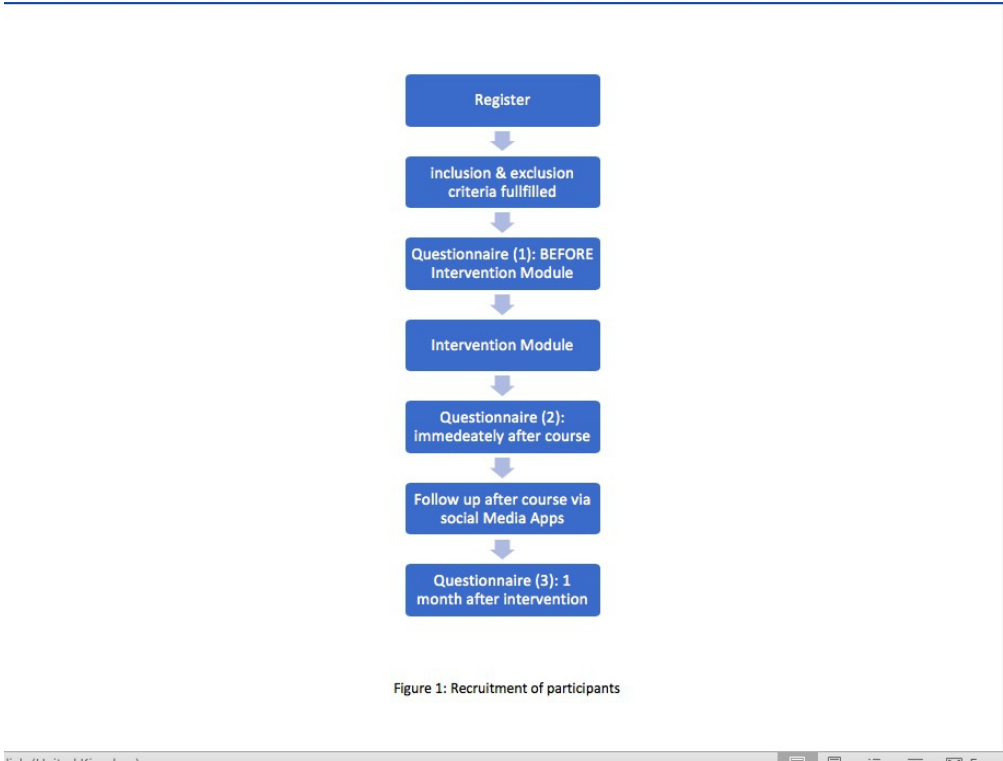 Register
inclusion & exclusion
criteria fullfilled
Questionnaire (1): BEFORE
Intervention Module
Intervention Module
Questionnaire (2):
immedeately after course
Follow up after course via
social Media Apps
Questionnaire (3): 1
month after intervention
Figure 1: Recruitment of participants